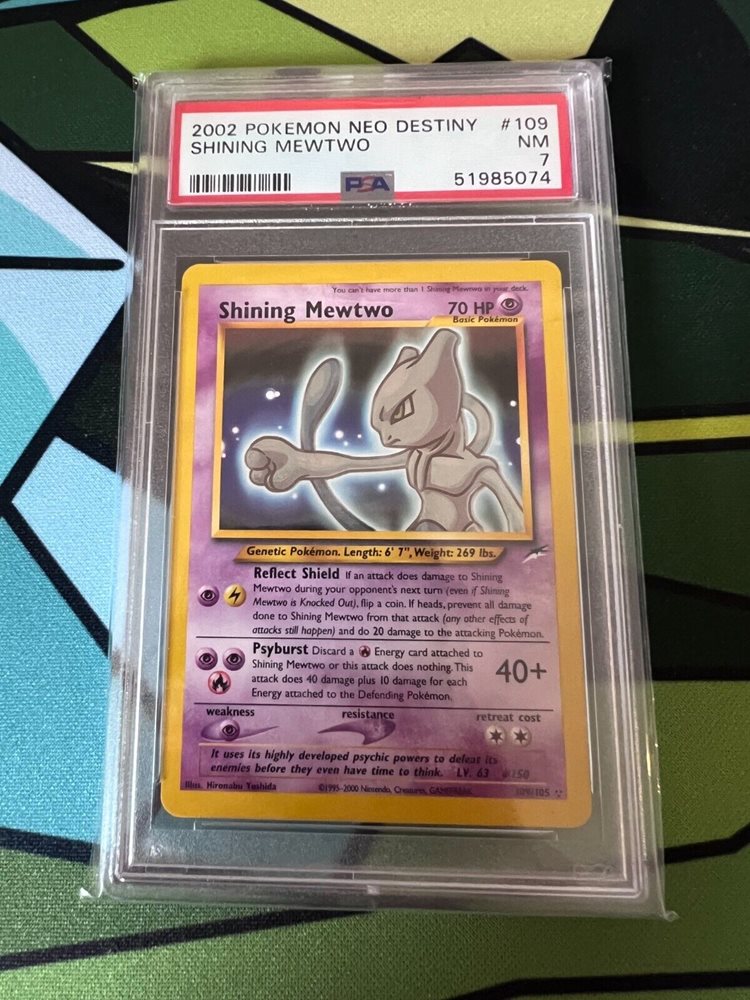 2002 POKEMON NEO DESTINY #109
SHINING MEWTWO NM
7
PSA 51985074
You can't have more than 1 Shining Mewtwo in your deck.
Shining Mewtwo 70 HP
Basic Pokémon
Genetic Pokémon. Length: 6' 7", Weight: 269 lbs.
Reflect Shield If an attack does damage to Shining
Mewtwo during your opponent's next turn (even if Shining
Mewtwo is Knocked Out), flip a coin. If heads, prevent all damage
done to Shining Mewtwo from that attack (any other effects of
attacks still happen) and do 20 damage to the attacking Pokémon.
Psyburst Discard a Energy card attached to
Shining Mewtwo or this attack does nothing. This
attack does 40 damage plus 10 damage for each
Energy attached to the Defending Pokémon.
40+
weakness resistance retreat cost
It uses its highly developed psychic powers to defeat its
enemies before they even have time to think. LV. 63 #150
Illus. Hironobu Yoshida ©1995-2000 Nintendo, Creatures, GAMEFREAK. 109/105